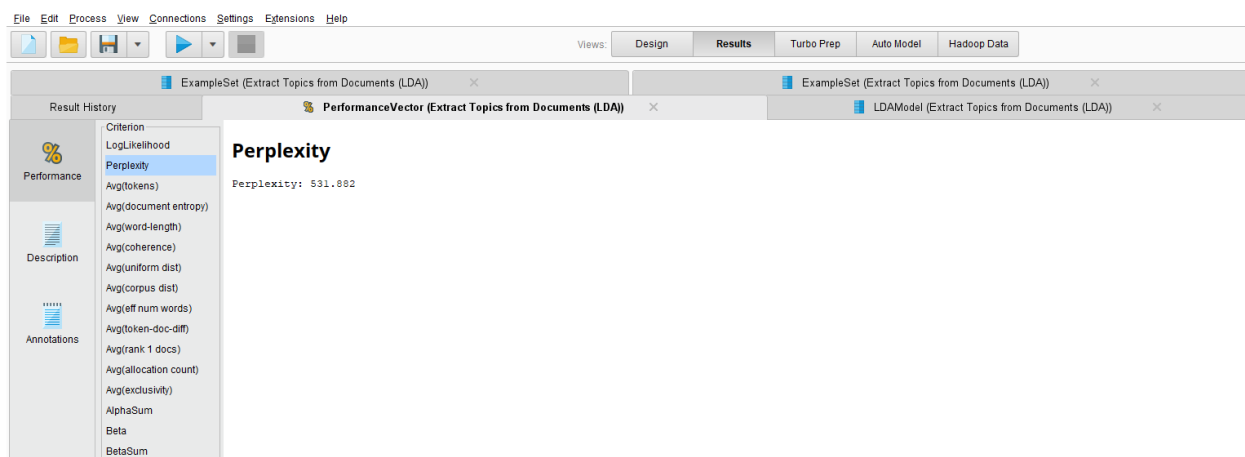 File Edit Process View Connections Settings Extensions Help
Views: Design Results Turbo Prep Auto Model Hadoop Data
ExampleSet (Extract Topics from Documents (LDA)) ExampleSet (Extract Topics from Documents (LDA))
Result History PerformanceVector (Extract Topics from Documents (LDA)) LDAModel (Extract Topics from Documents (LDA))
% Performance
Description
Annotations
Criterion
LogLikelihood
Perplexity
Avg(tokens)
Avg(document entropy)
Avg(word-length)
Avg(coherence)
Avg(uniform dist)
Avg(corpus dist)
Avg(eff num words)
Avg(token-doc-diff)
Avg(rank 1 docs)
Avg(allocation count)
Avg(exclusivity)
AlphaSum
Beta
BetaSum
Perplexity
Perplexity: 531.882